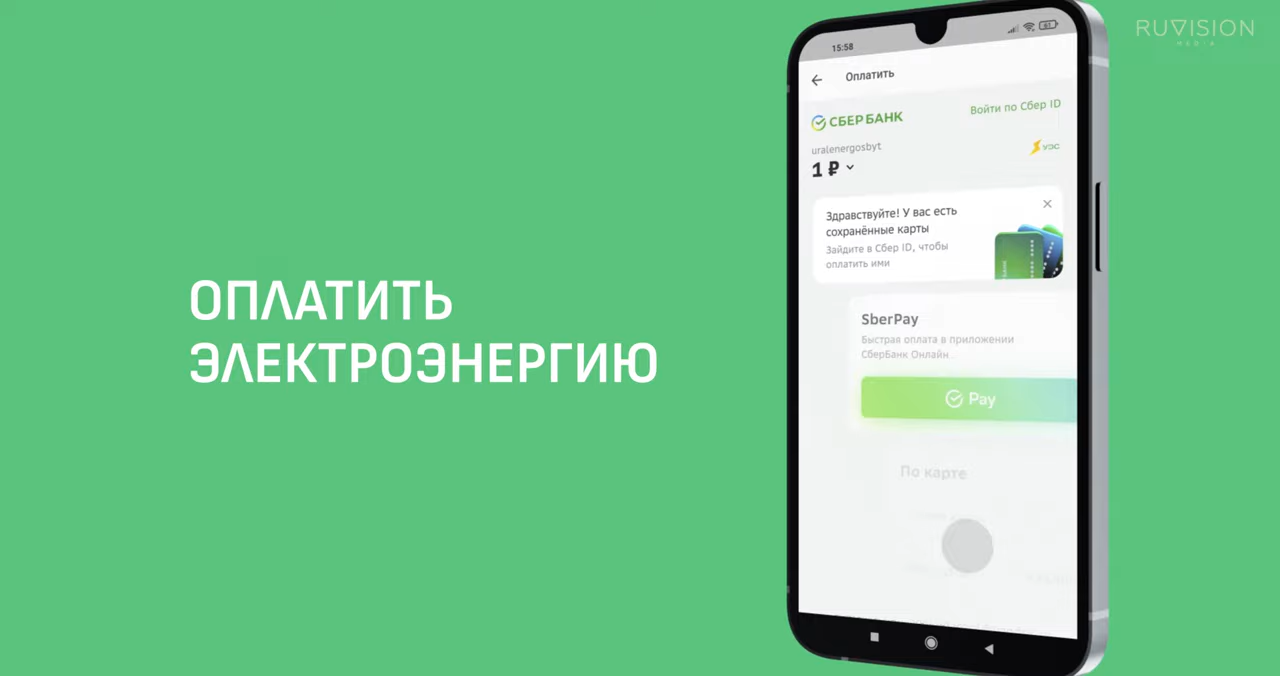 RUVISION
MEDIA
ОПЛАТИТЬ
ЭЛЕКТРОЭНЕРГИЮ
15:58
Оплатить
СБЕР БАНК
Войти по Сбер ID
uralenergosbyt
1 ₽
УЭС
Здравствуйте! У вас есть
сохранённые карты
Зайдите в Сбер ID, чтобы
оплатить ими
SberPay
Быстрая оплата в приложении
СберБанк Онлайн...
Pay
По карте